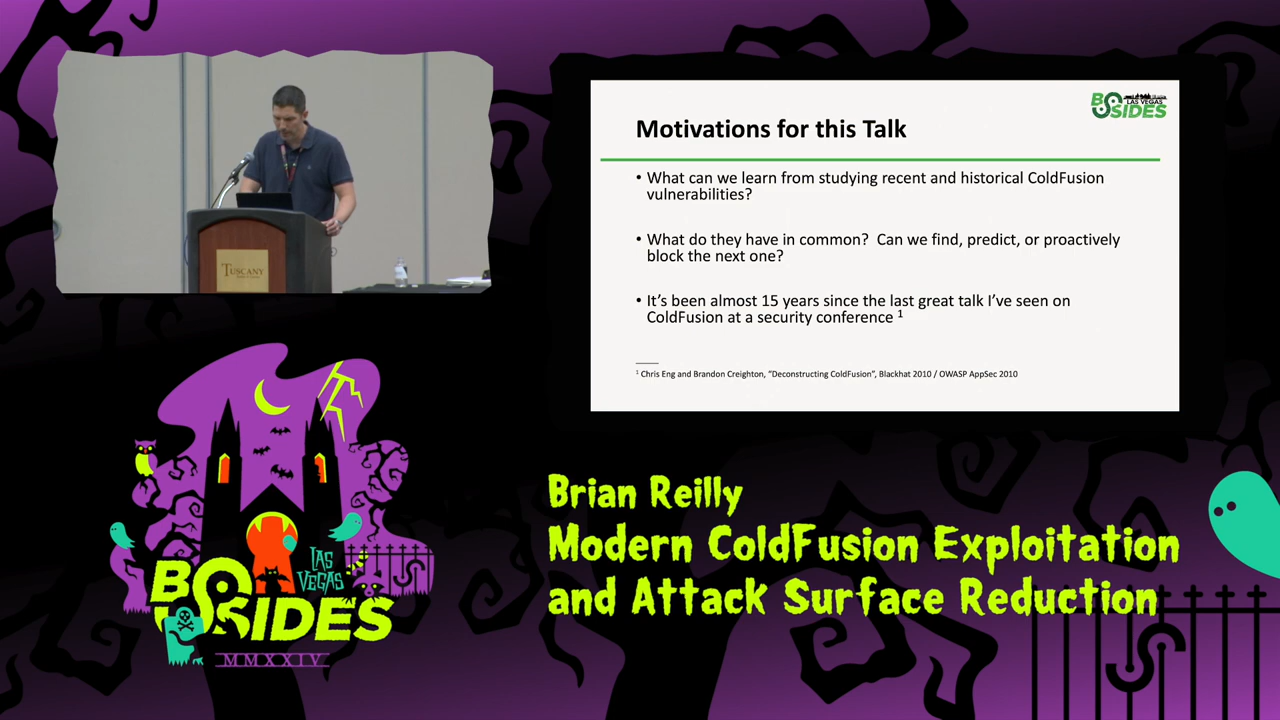 BSIDES
LAS VEGAS
Motivations for this Talk
• What can we learn from studying recent and historical ColdFusion
vulnerabilities?
• What do they have in common?  Can we find, predict, or proactively
block the next one?
• It’s been almost 15 years since the last great talk I’ve seen on
ColdFusion at a security conference 1
1 Chris Eng and Brandon Creighton, “Deconstructing ColdFusion”, Blackhat 2010 / OWASP AppSec 2010
TUSCANY
LAS
VEGAS
BSIDES
MMXXIV
Brian Reilly
Modern ColdFusion Exploitation
and Attack Surface Reduction